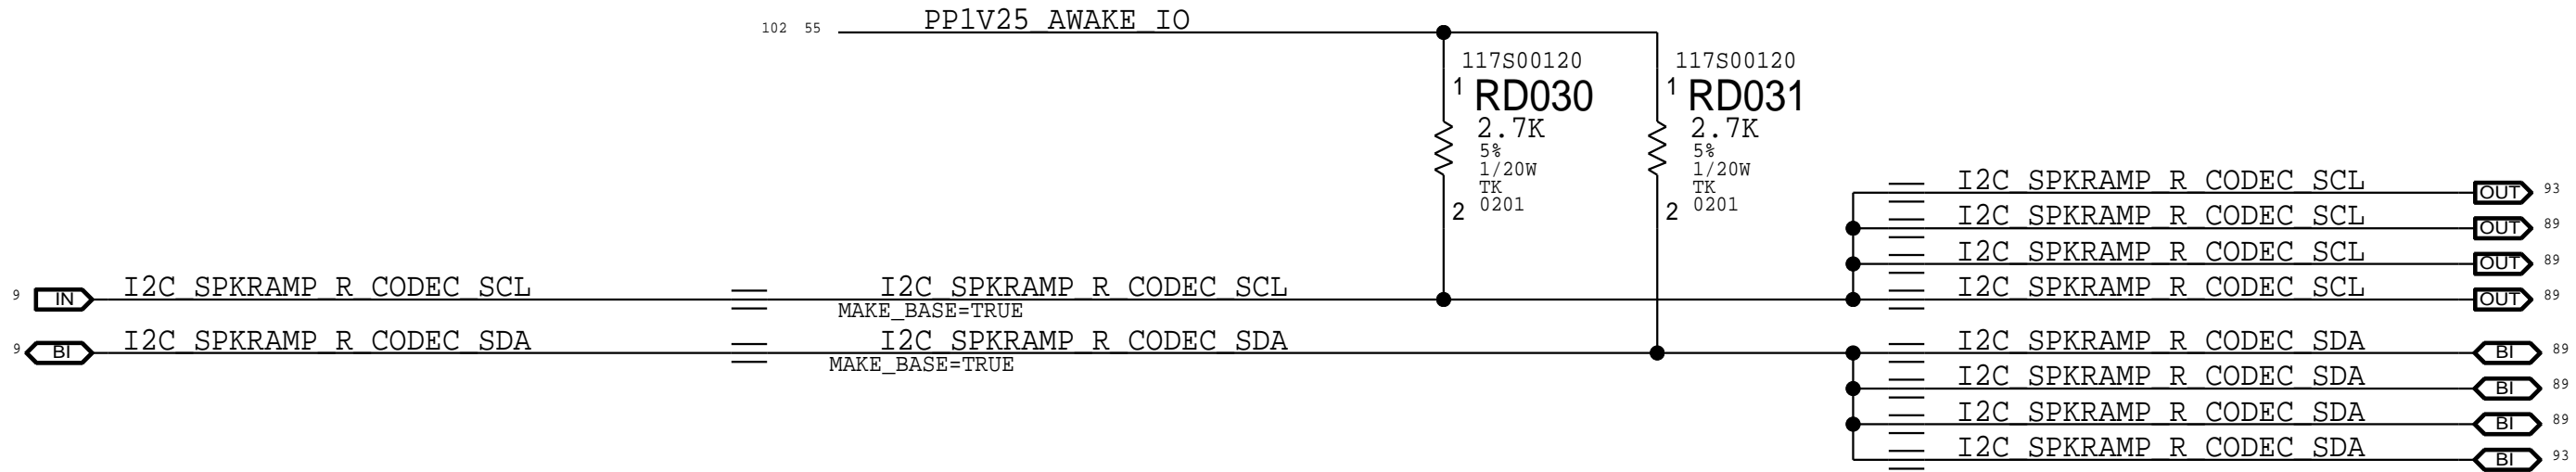 102 55 PP1V25_AWAKE_IO
117S00120 117S00120
1 RD030 1 RD031
2.7K 2.7K
5% 5%
1/20W 1/20W
TK TK
2 0201 2 0201
I2C_SPKRAMP_R_CODEC_SCL OUT 93
I2C_SPKRAMP_R_CODEC_SCL OUT 89
I2C_SPKRAMP_R_CODEC_SCL OUT 89
9 IN I2C_SPKRAMP_R_CODEC_SCL I2C_SPKRAMP_R_CODEC_SCL I2C_SPKRAMP_R_CODEC_SCL OUT 89
MAKE_BASE=TRUE
9 BI I2C_SPKRAMP_R_CODEC_SDA I2C_SPKRAMP_R_CODEC_SDA I2C_SPKRAMP_R_CODEC_SDA BI 89
MAKE_BASE=TRUE
I2C_SPKRAMP_R_CODEC_SDA BI 89
I2C_SPKRAMP_R_CODEC_SDA BI 89
I2C_SPKRAMP_R_CODEC_SDA BI 93